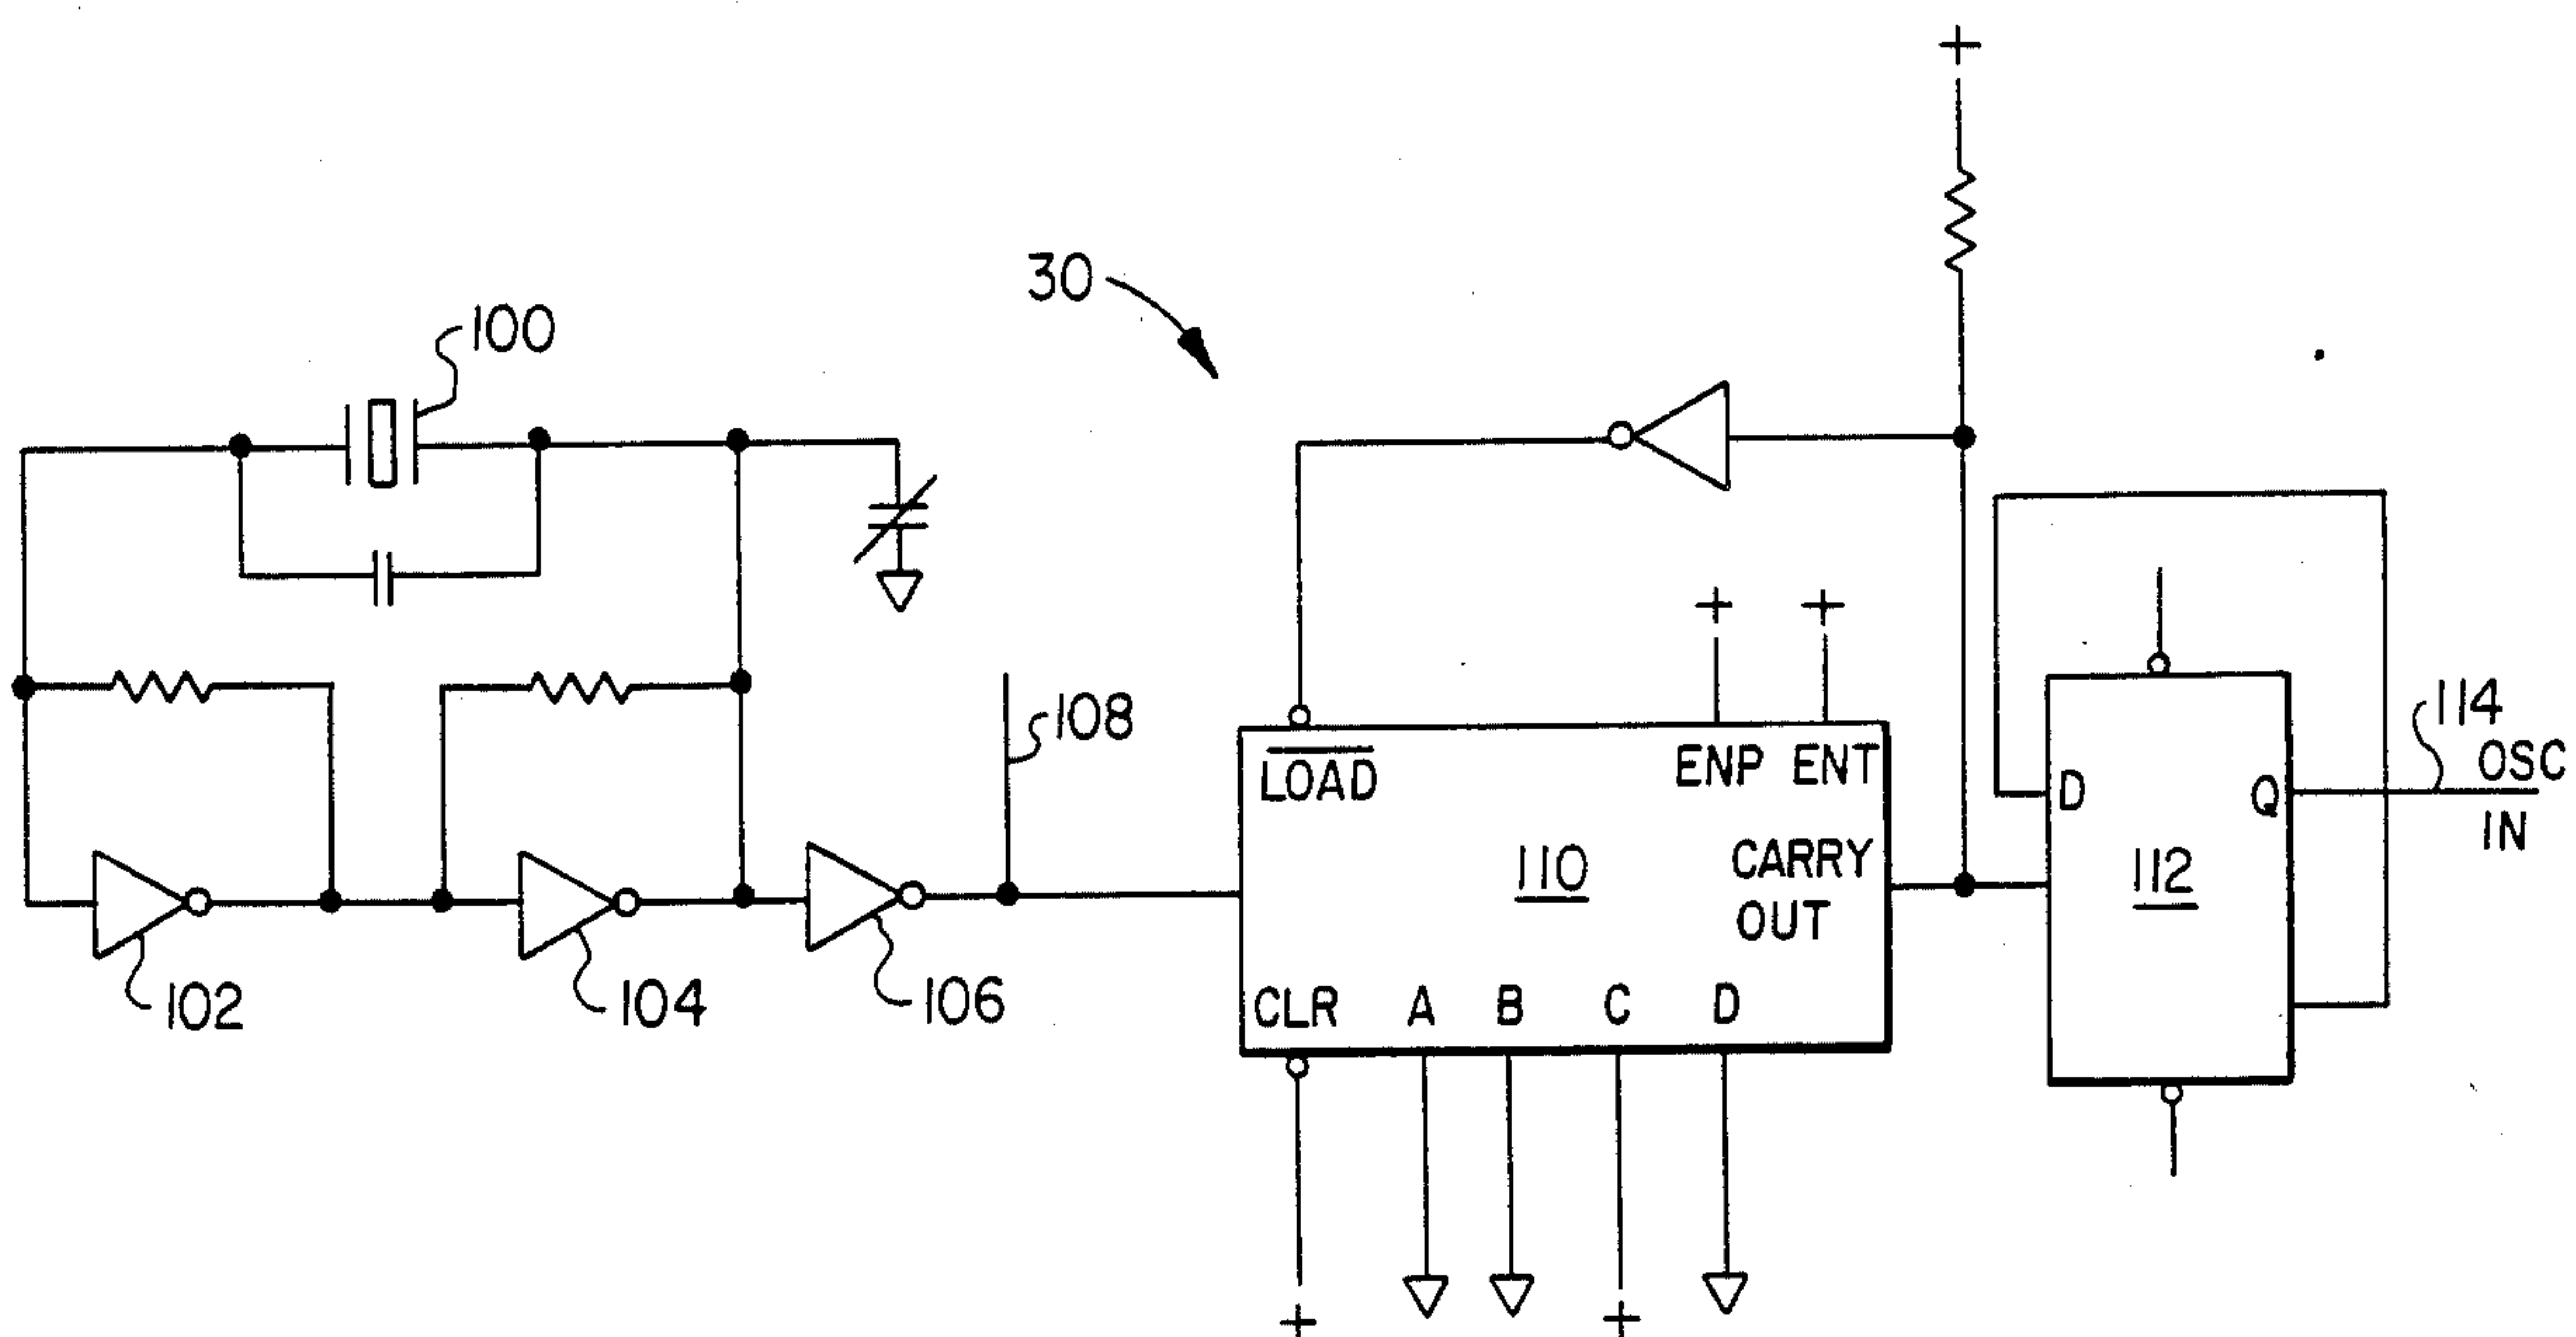 30
100
108
LOAD
ENP ENT
110
CARRY
OUT
CLR A B C D
D
Q
112
114
OSC
IN
102
104
106
+
+
+
+
+